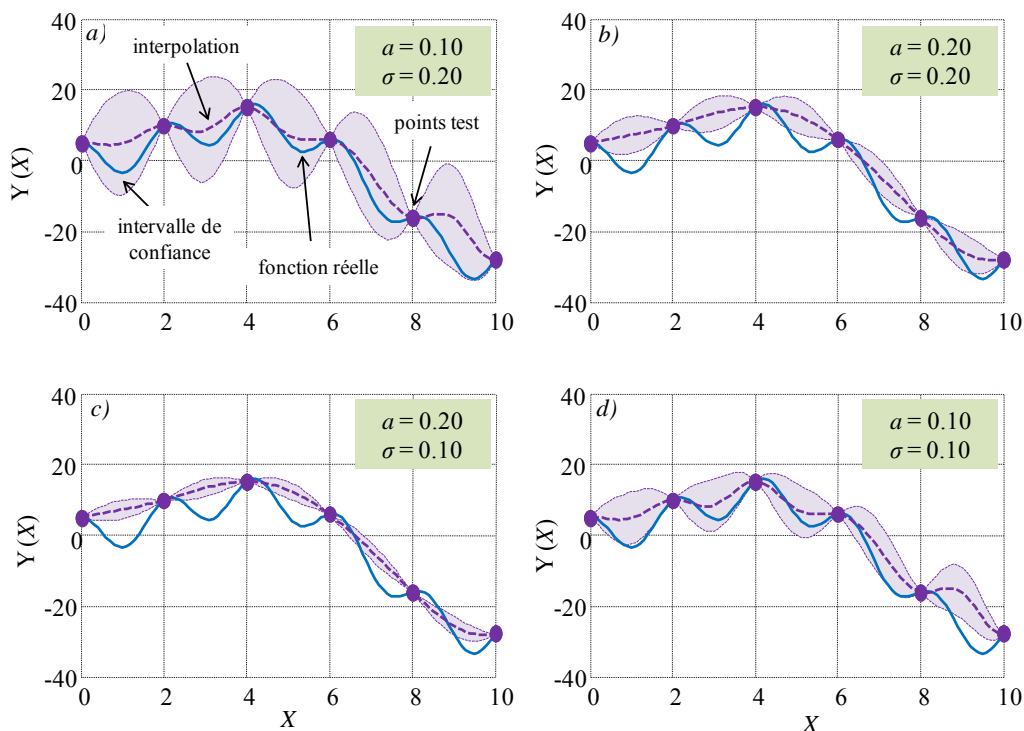 a)
interpolation
a = 0.10
σ = 0.20
points test
intervalle de
confiance
fonction réelle
Y (X)
40
20
0
-20
-40
0 2 4 6 8 10
b)
a = 0.20
σ = 0.20
Y (X)
40
20
0
-20
-40
0 2 4 6 8 10
c)
a = 0.20
σ = 0.10
Y (X)
40
20
0
-20
-40
0 2 4 6 8 10
X
d)
a = 0.10
σ = 0.10
Y (X)
40
20
0
-20
-40
0 2 4 6 8 10
X